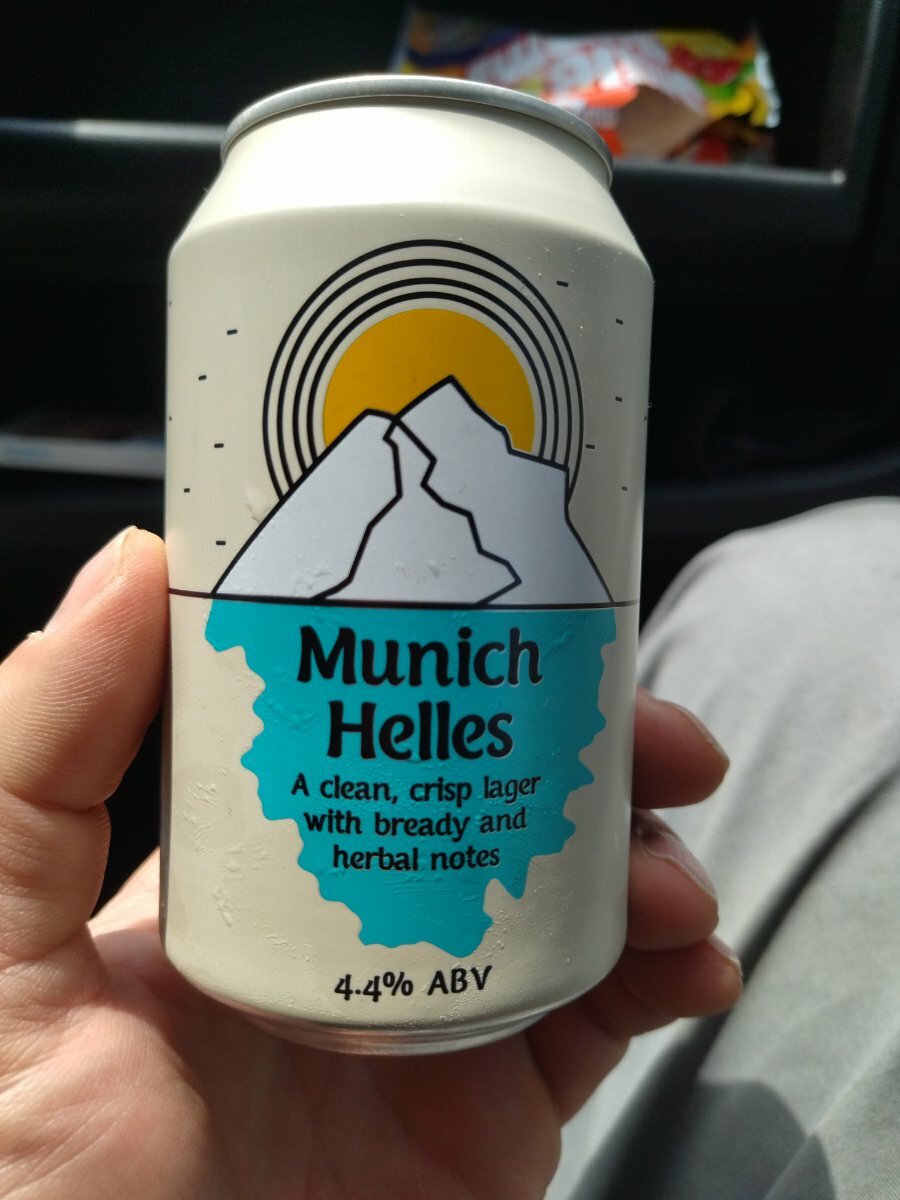 Munich
Helles
A clean, crisp lager
with bready and
herbal notes
4.4% ABV